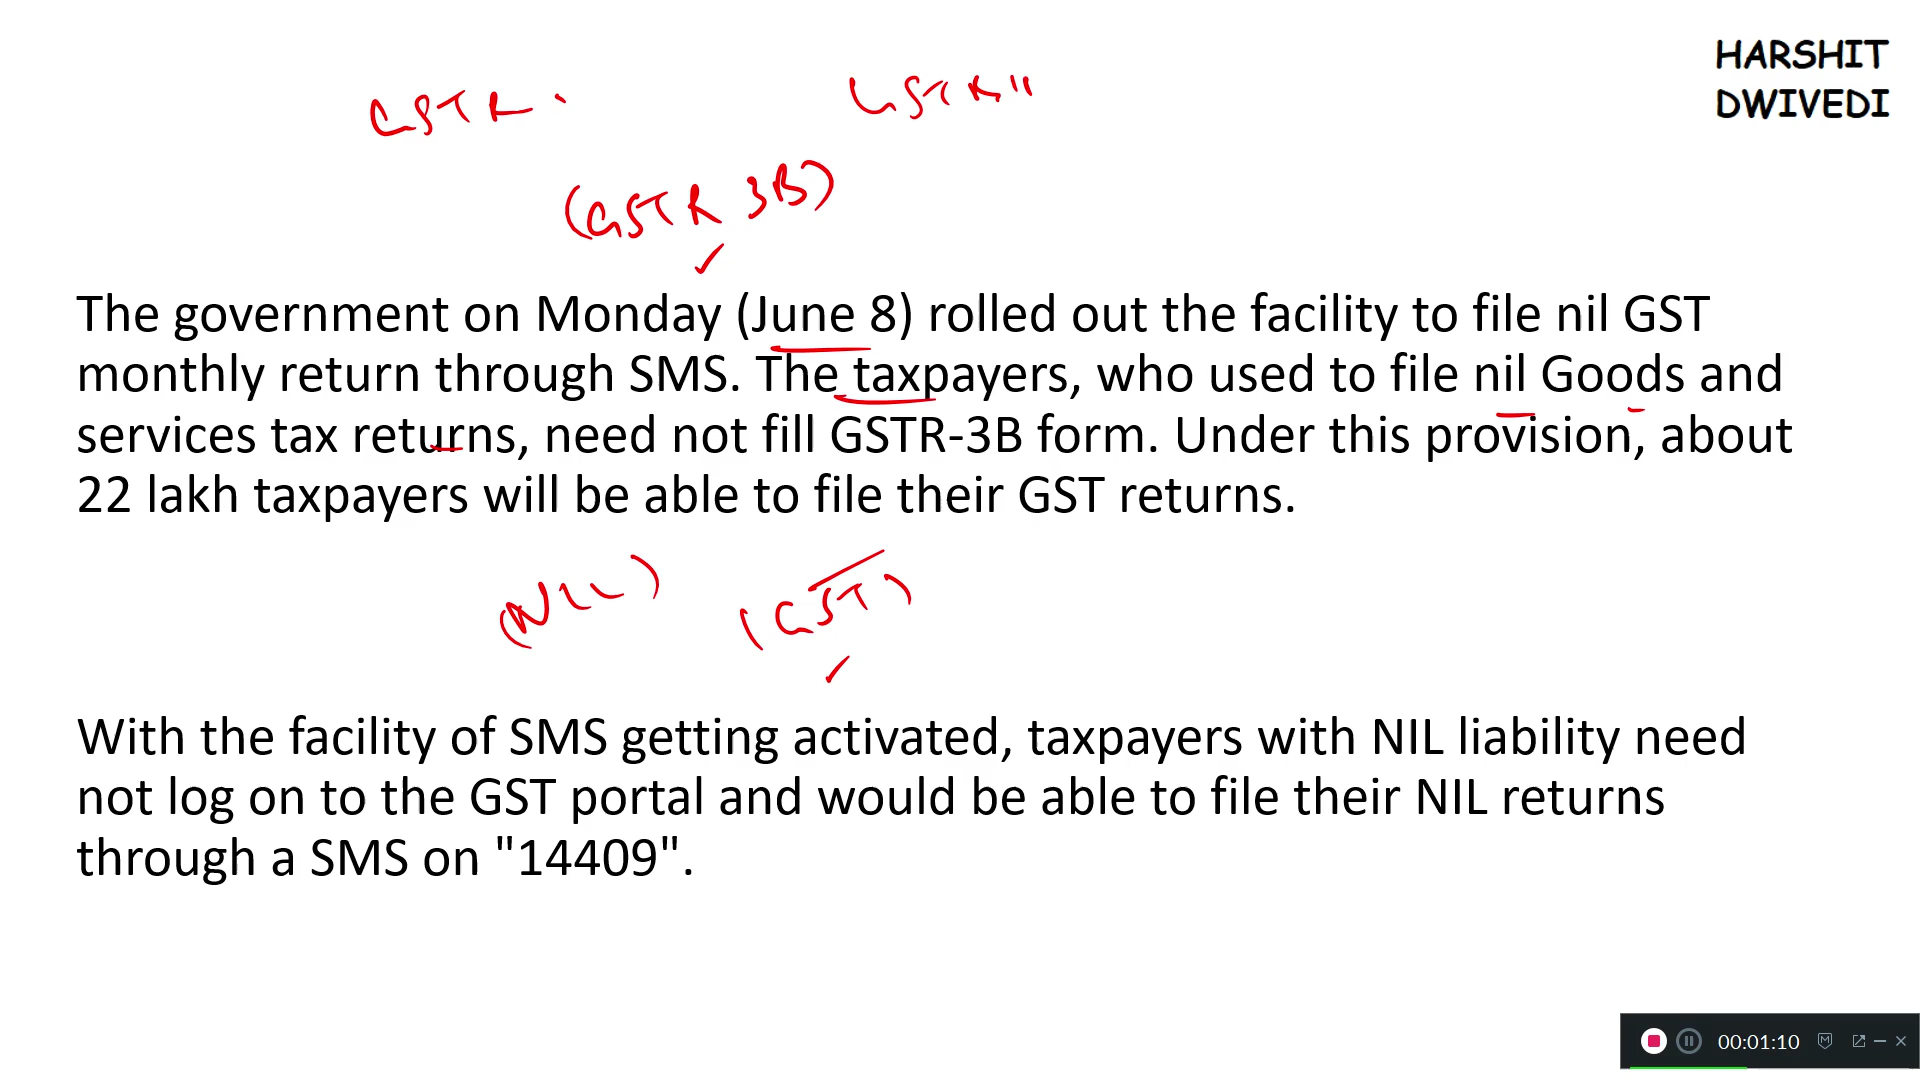 HARSHIT
DWIVEDI
GSTR
GSTR11
(GSTR 3B)
The government on Monday (June 8) rolled out the facility to file nil GST
monthly return through SMS. The taxpayers, who used to file nil Goods and
services tax returns, need not fill GSTR-3B form. Under this provision, about
22 lakh taxpayers will be able to file their GST returns.
(NIL) (GST)
With the facility of SMS getting activated, taxpayers with NIL liability need
not log on to the GST portal and would be able to file their NIL returns
through a SMS on "14409".
00:01:10